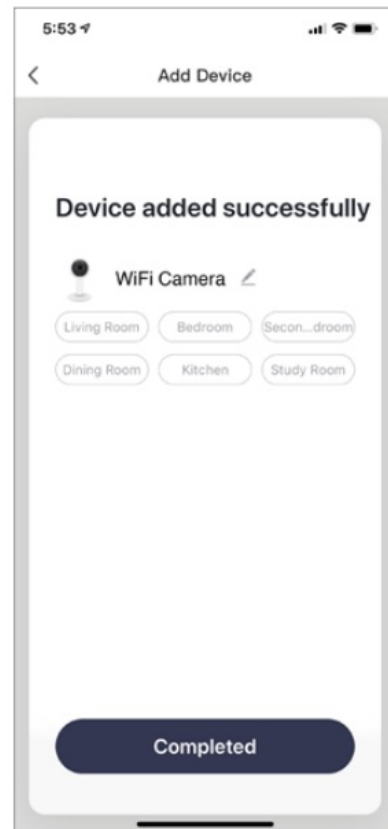 5:53
Add Device
Device added successfully
WiFi Camera
Living Room Bedroom Secon...droom
Dining Room Kitchen Study Room
Completed